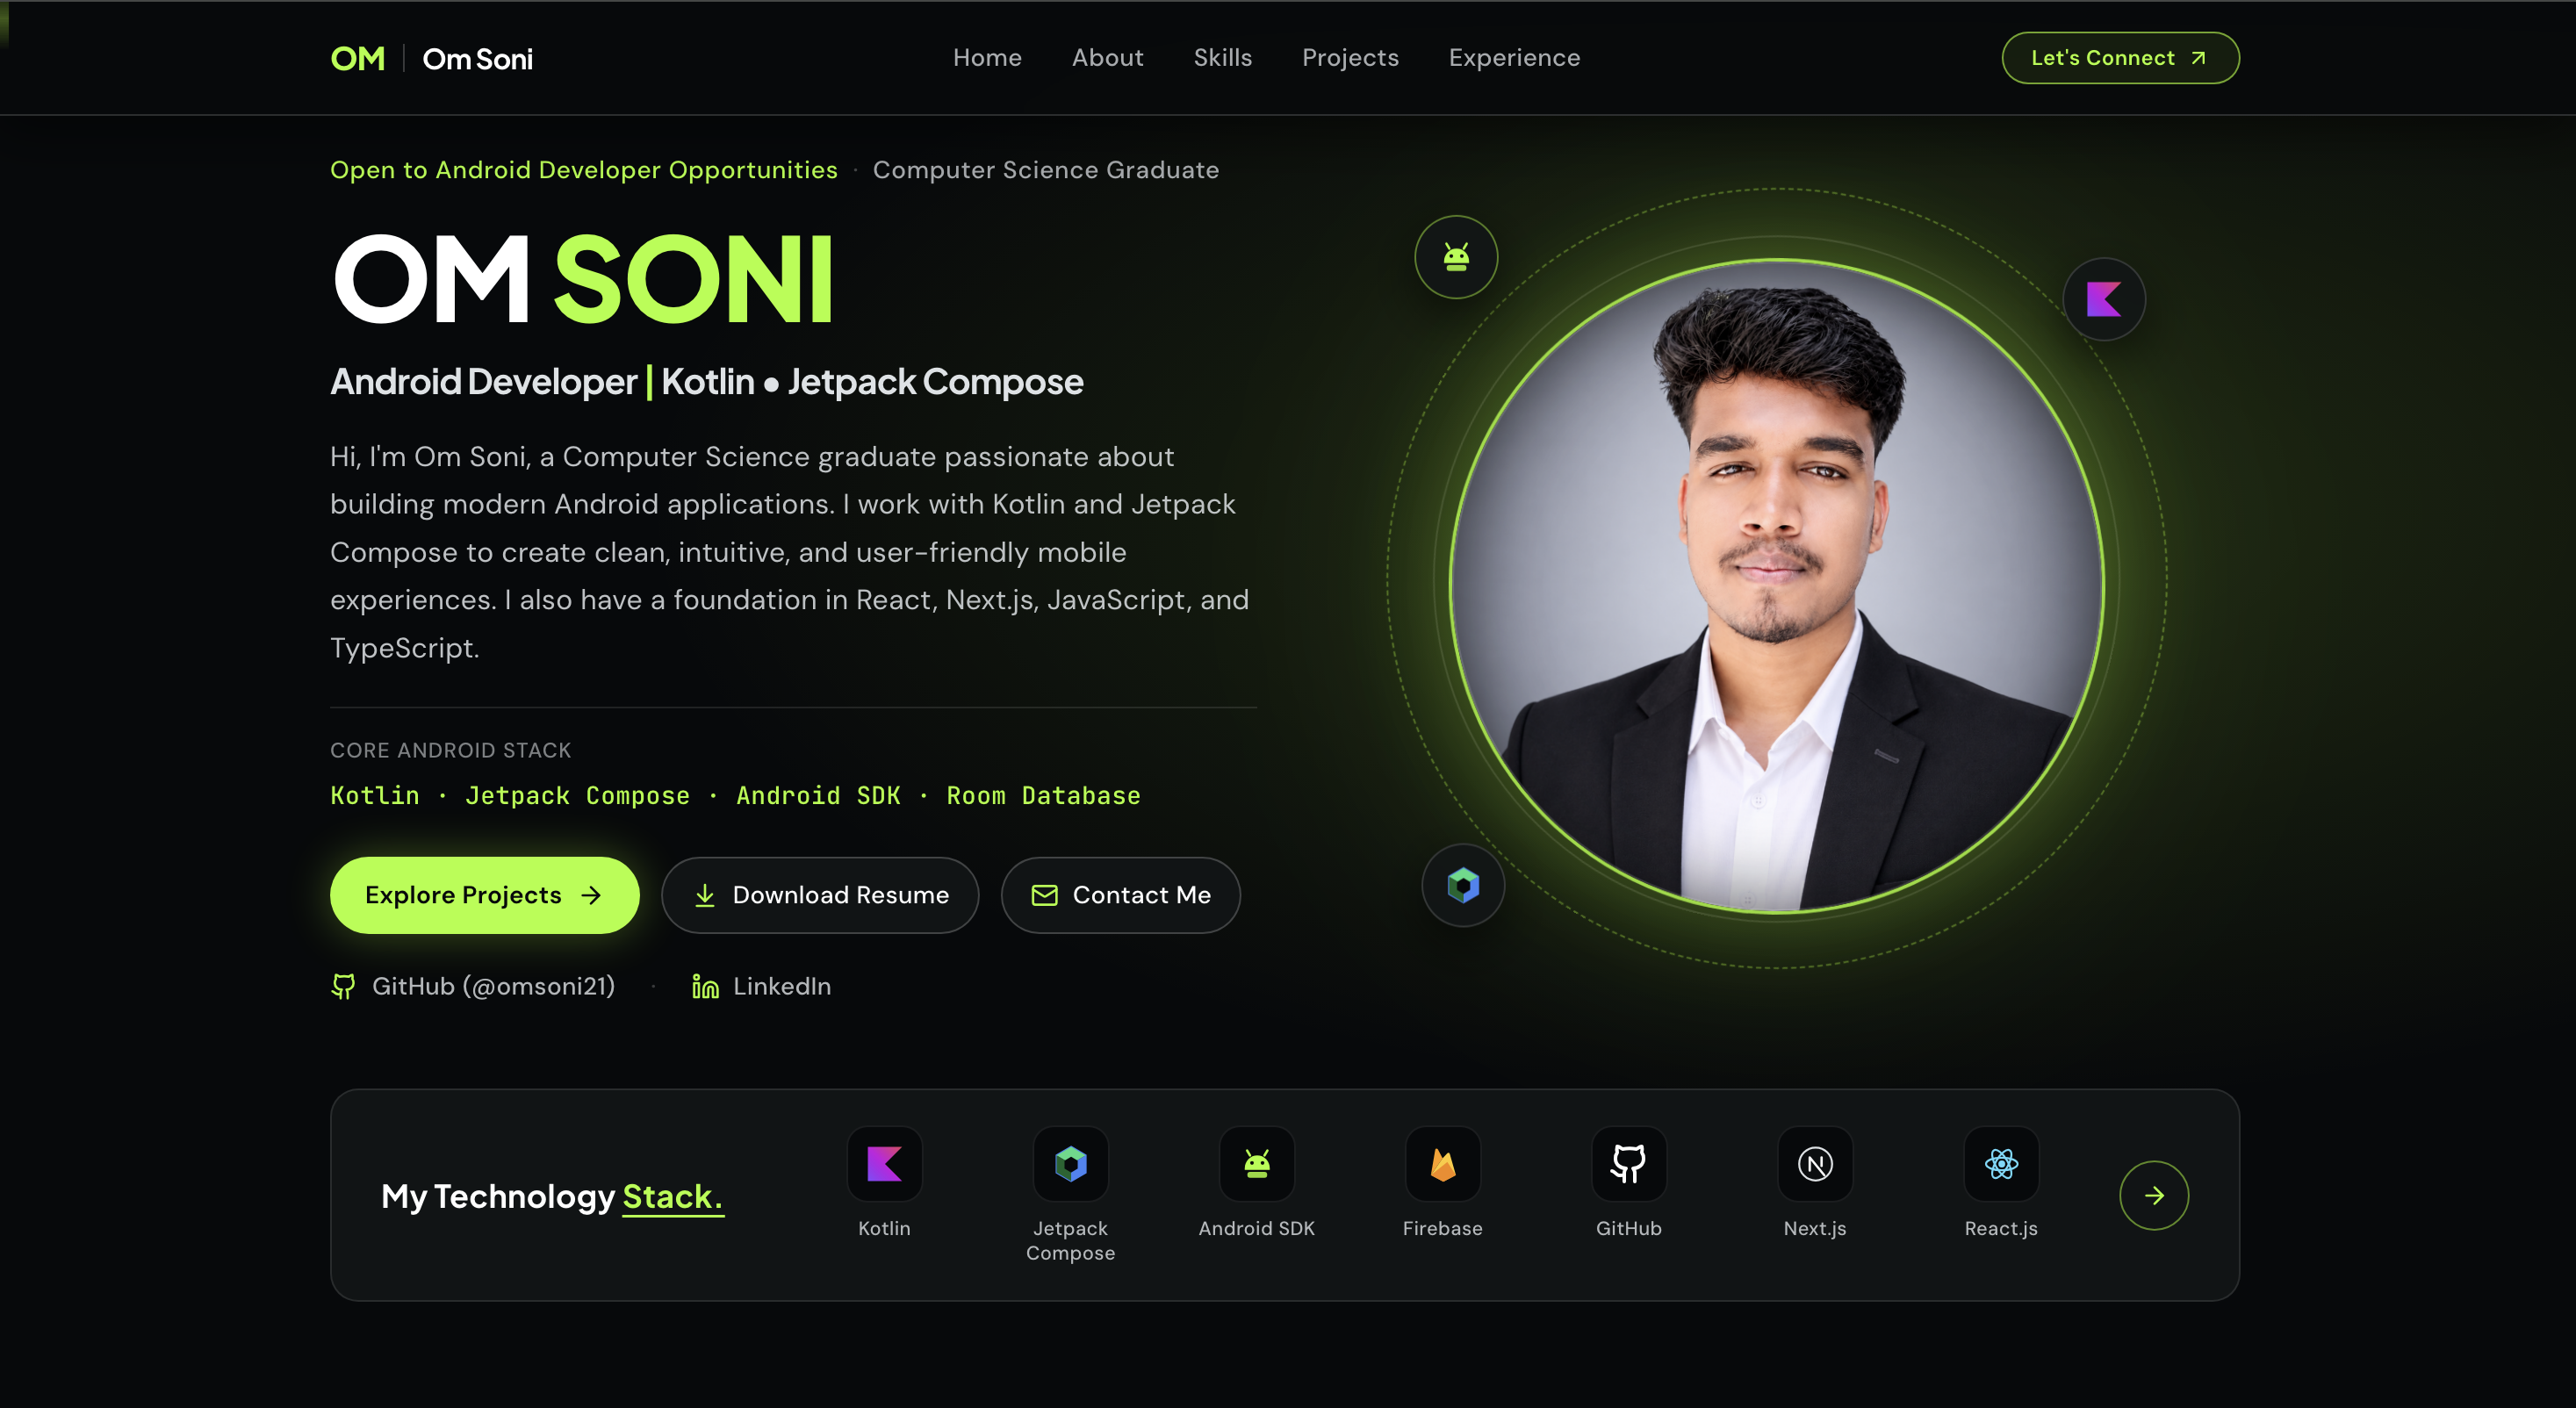 OM | Om Soni
Home About Skills Projects Experience
Let's Connect
Open to Android Developer Opportunities · Computer Science Graduate
OM SONI
Android Developer | Kotlin • Jetpack Compose
Hi, I'm Om Soni, a Computer Science graduate passionate about
building modern Android applications. I work with Kotlin and Jetpack
Compose to create clean, intuitive, and user-friendly mobile
experiences. I also have a foundation in React, Next.js, JavaScript, and
TypeScript.
CORE ANDROID STACK
Kotlin · Jetpack Compose · Android SDK · Room Database
Explore Projects
Download Resume
Contact Me
GitHub (@omsoni21) · LinkedIn
My Technology Stack.
Kotlin
Jetpack
Compose
Android SDK
Firebase
GitHub
Next.js
React.js